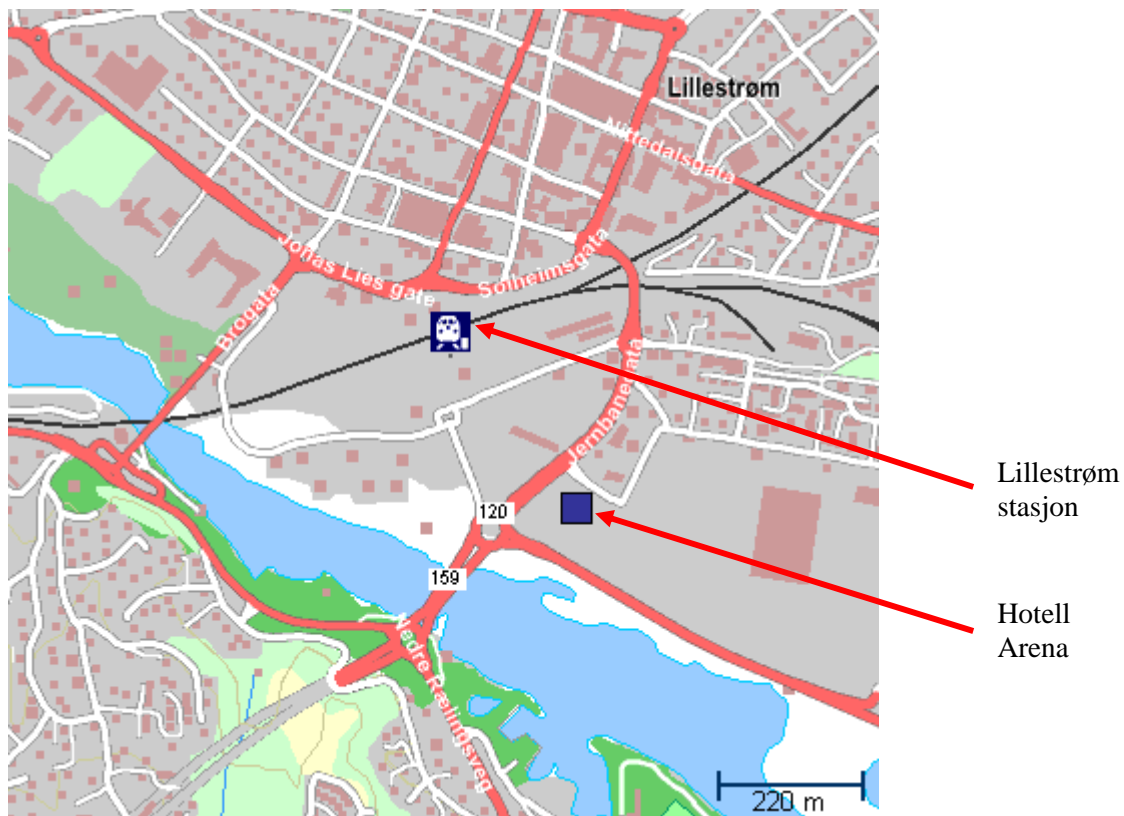 Lillestrøm
Nittedalsgata
Jonas Lies gate
Solheimsgata
Brogata
Jernbanegata
Lillestrøm
stasjon
120
159
Hotell
Arena
Nedre Rælingsveg
220 m